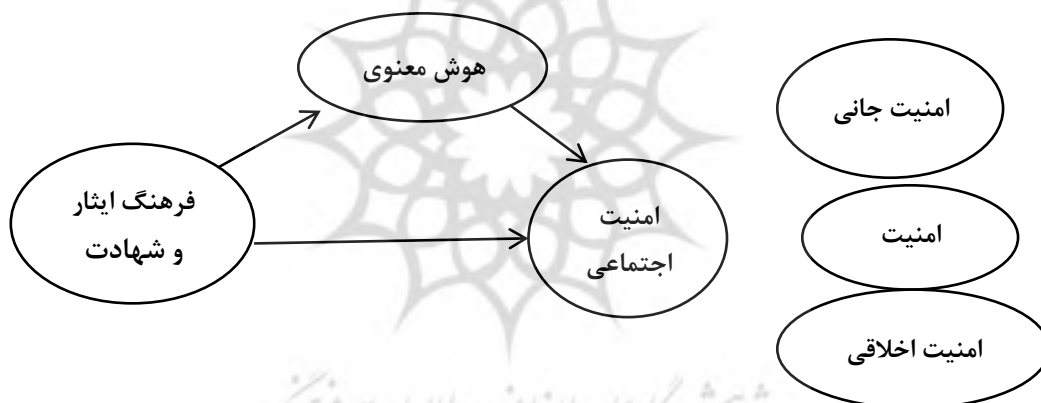 هوش معنوی
امنیت جانی
فرهنگ ایثار
و شهادت
امنیت
اجتماعی
امنیت
امنیت اخلاقی